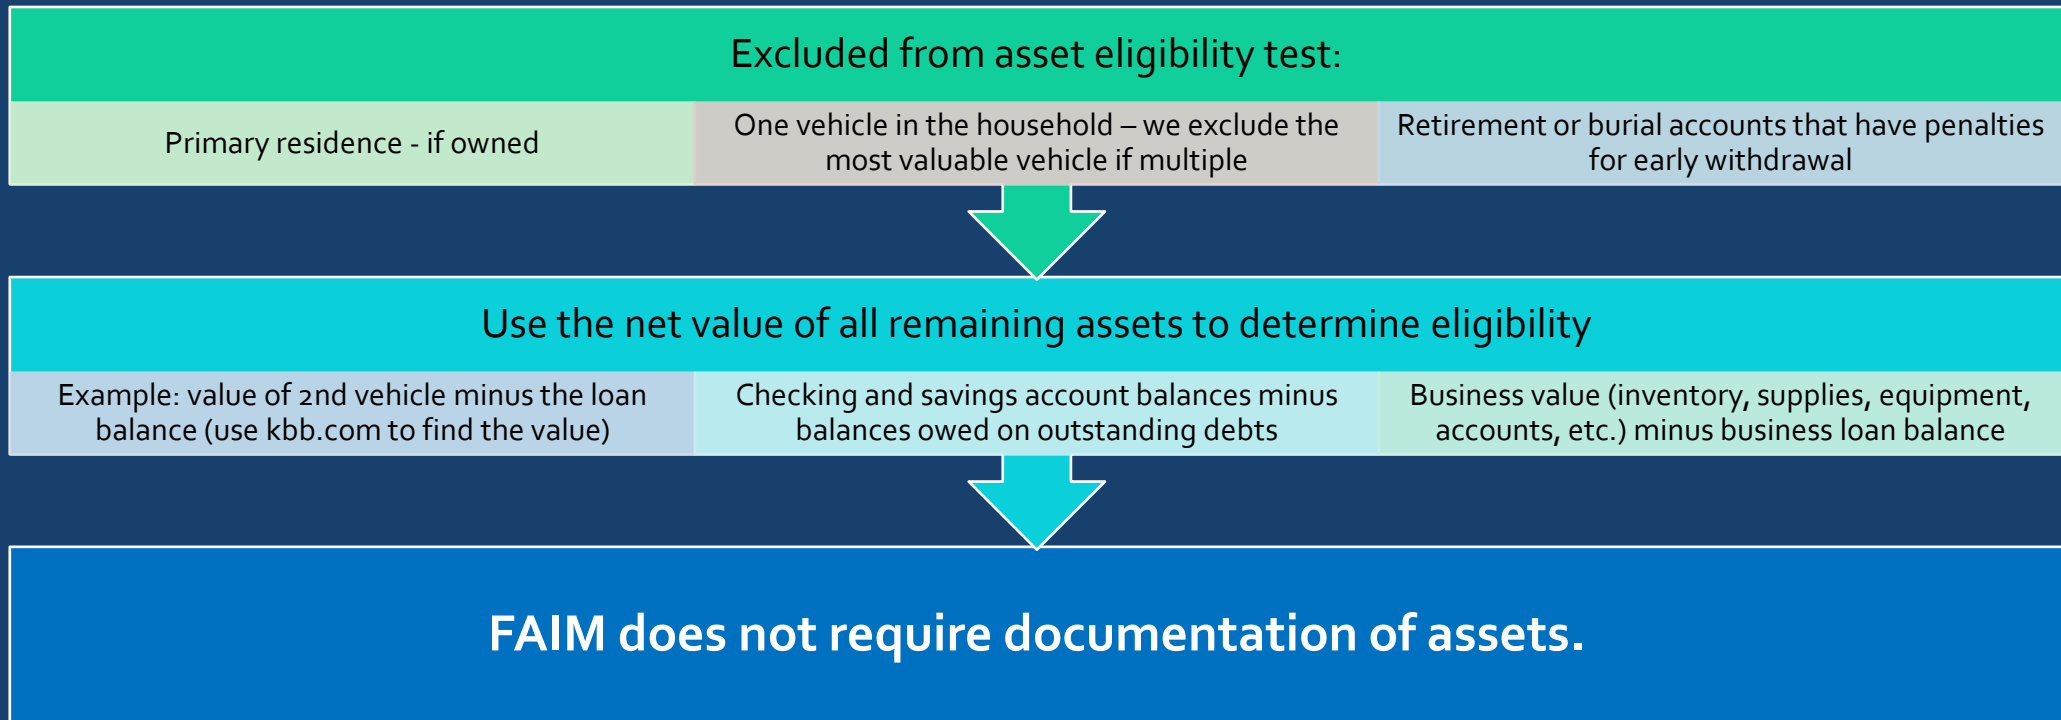 Excluded from asset eligibility test:
Primary residence - if owned
One vehicle in the household – we exclude the
most valuable vehicle if multiple
Retirement or burial accounts that have penalties
for early withdrawal
Use the net value of all remaining assets to determine eligibility
Example: value of 2nd vehicle minus the loan
balance (use kbb.com to find the value)
Checking and savings account balances minus
balances owed on outstanding debts
Business value (inventory, supplies, equipment,
accounts, etc.) minus business loan balance
FAIM does not require documentation of assets.